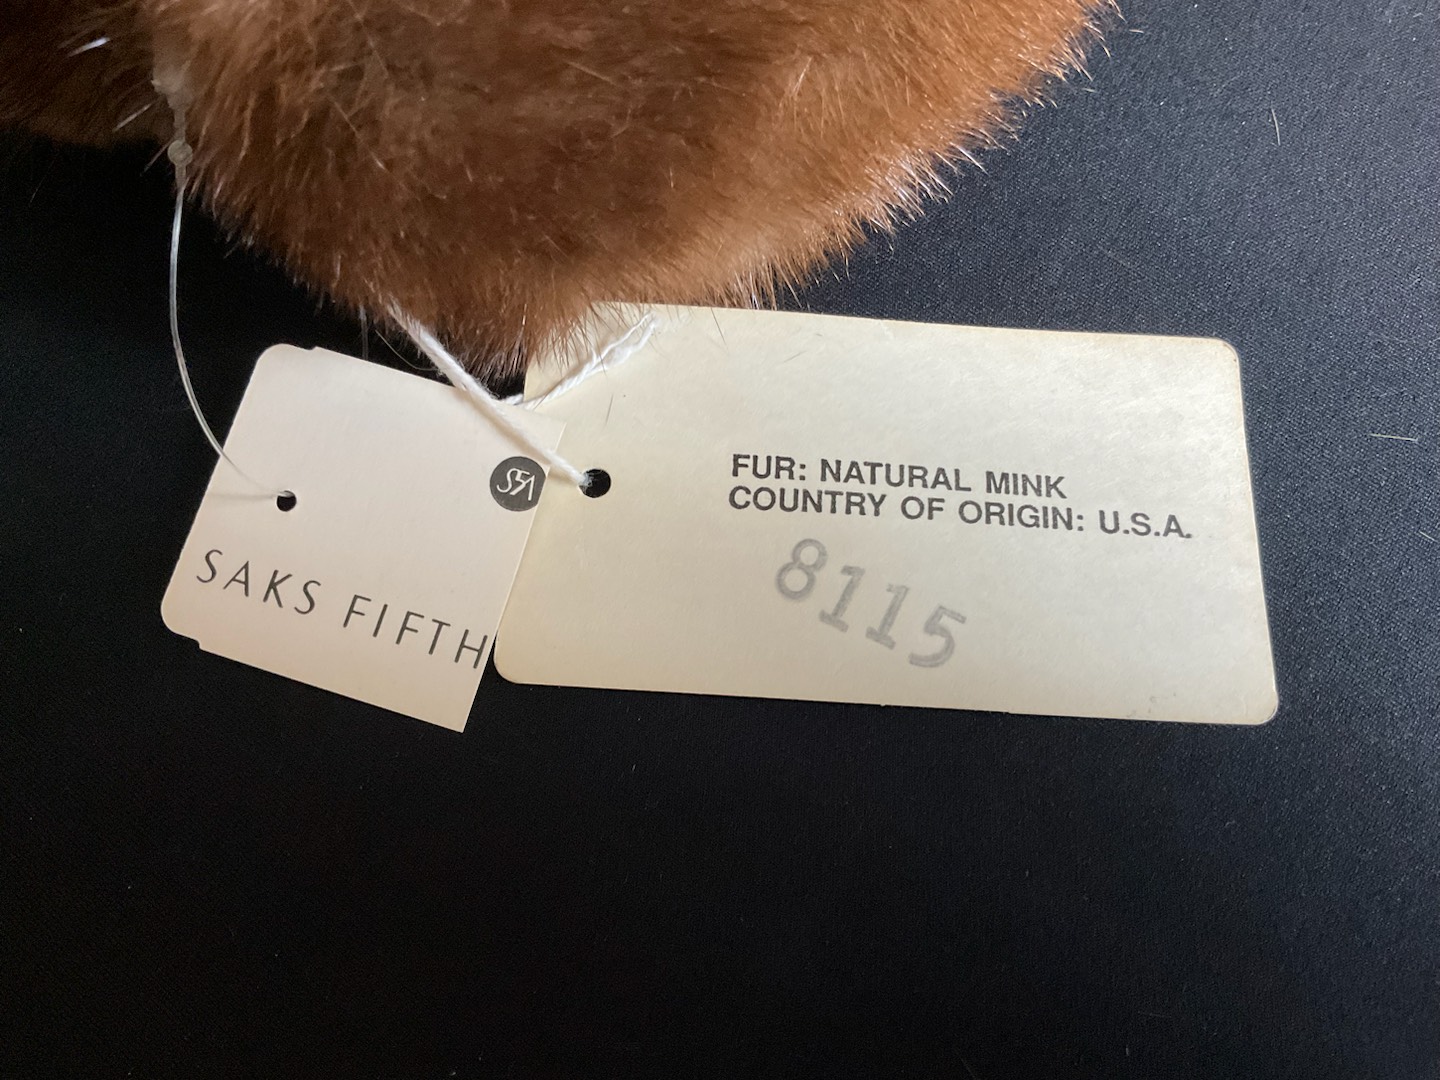 SFA
SAKS FIFTH
FUR: NATURAL MINK
COUNTRY OF ORIGIN: U.S.A.
8115